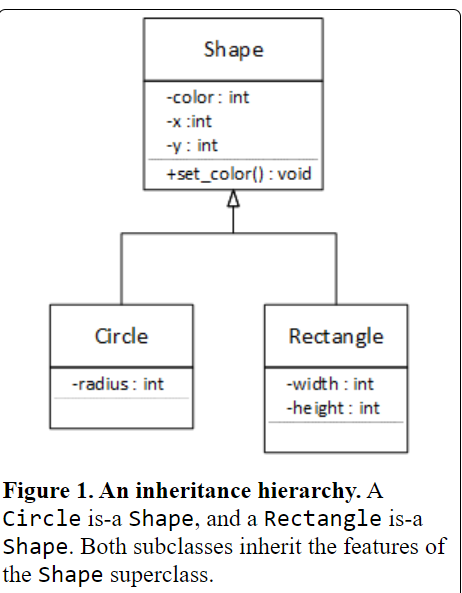 Shape
-color : int
-x :int
-y : int
+set_color() : void
Circle
-radius : int
Rectangle
-width : int
-height : int
Figure 1. An inheritance hierarchy. A
Circle is-a Shape, and a Rectangle is-a
Shape. Both subclasses inherit the features of
the Shape superclass.